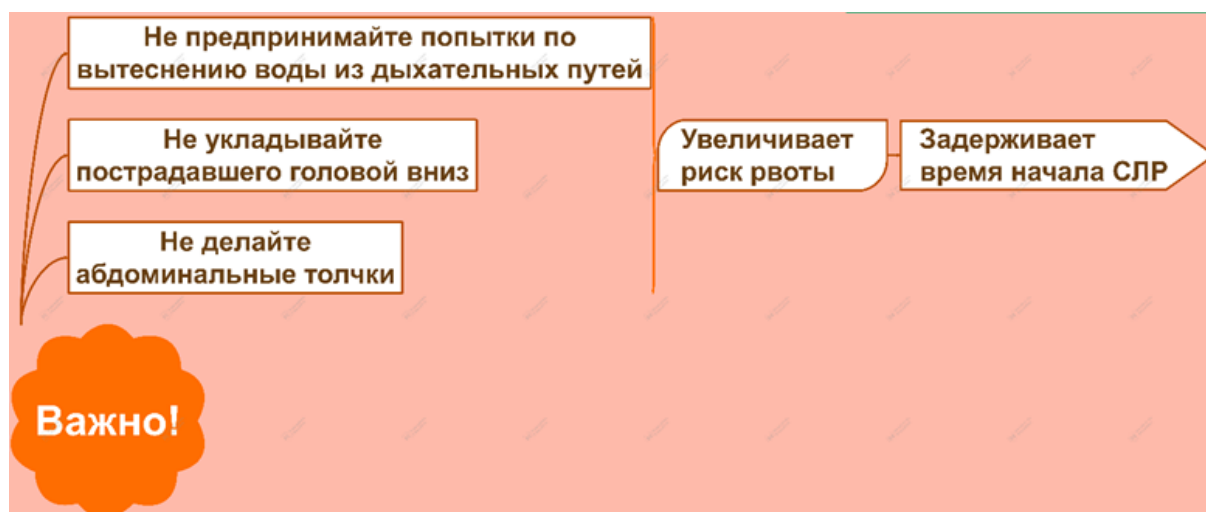 Не предпринимайте попытки по
вытеснению воды из дыхательных путей
Не укладывайте
пострадавшего головой вниз
Не делайте
абдоминальные толчки
Увеличивает
риск рвоты
Задерживает
время начала СЛР
Важно!